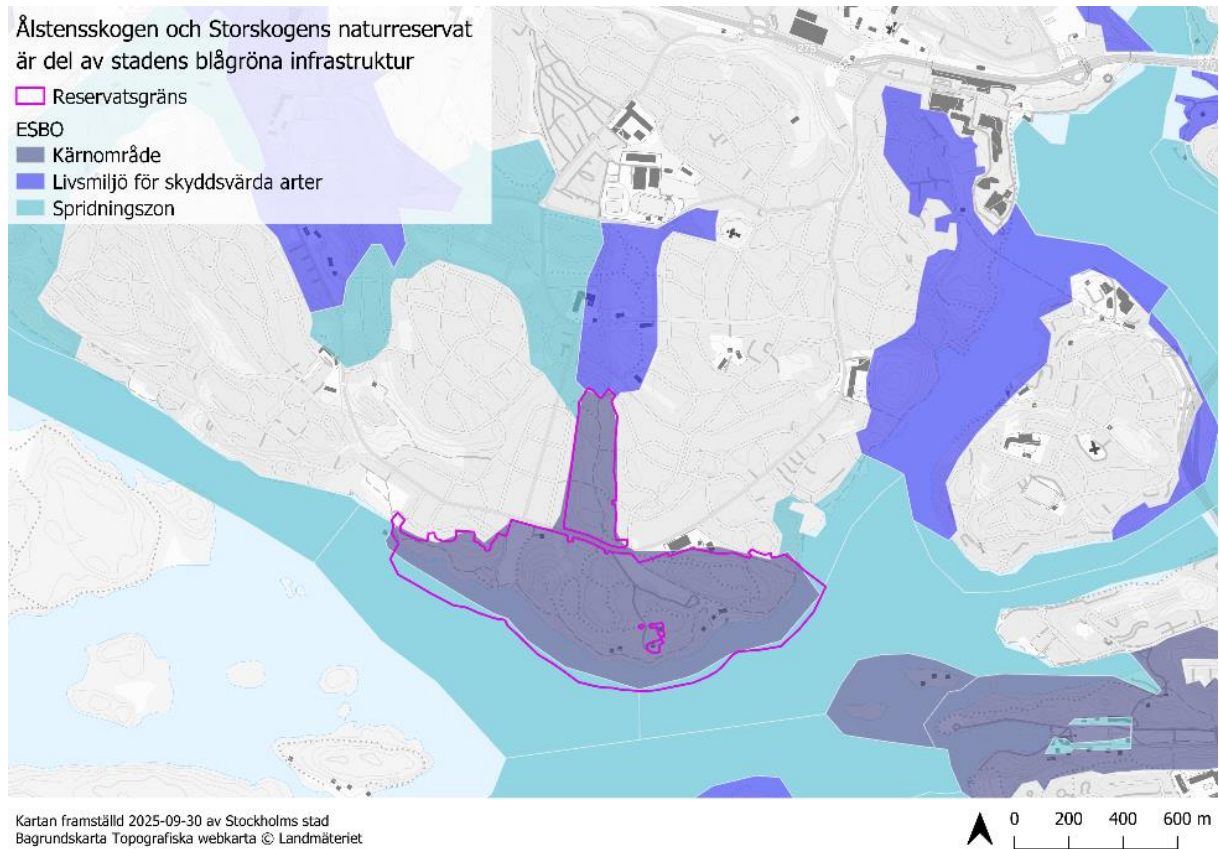 Ålstensskogen och Storskogens naturreservat
är del av stadens blågröna infrastruktur
Reservatsgräns
ESBO
Kärnområde
Livsmiljö för skyddsvärda arter
Spridningszon
275
Kartan framställd 2025-09-30 av Stockholms stad
Bagrundskarta Topografiska webkarta © Landmäteriet
0 200 400 600 m